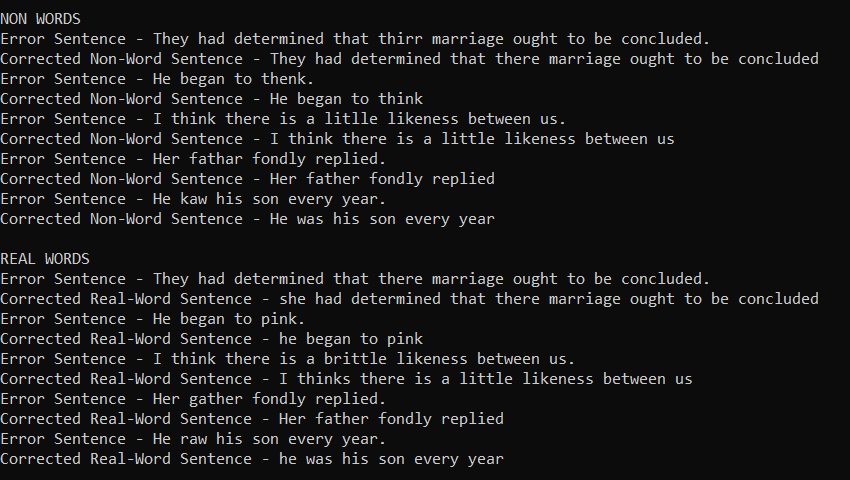 NON WORDS
Error Sentence - They had determined that thirr marriage ought to be concluded.
Corrected Non-Word Sentence - They had determined that there marriage ought to be concluded
Error Sentence - He began to thenk.
Corrected Non-Word Sentence - He began to think
Error Sentence - I think there is a litlle likeness between us.
Corrected Non-Word Sentence - I think there is a little likeness between us
Error Sentence - Her fathar fondly replied.
Corrected Non-Word Sentence - Her father fondly replied
Error Sentence - He kaw his son every year.
Corrected Non-Word Sentence - He was his son every year

REAL WORDS
Error Sentence - They had determined that there marriage ought to be concluded.
Corrected Real-Word Sentence - she had determined that there marriage ought to be concluded
Error Sentence - He began to pink.
Corrected Real-Word Sentence - he began to pink
Error Sentence - I think there is a brittle likeness between us.
Corrected Real-Word Sentence - I thinks there is a little likeness between us
Error Sentence - Her gather fondly replied.
Corrected Real-Word Sentence - Her father fondly replied
Error Sentence - He raw his son every year.
Corrected Real-Word Sentence - he was his son every year